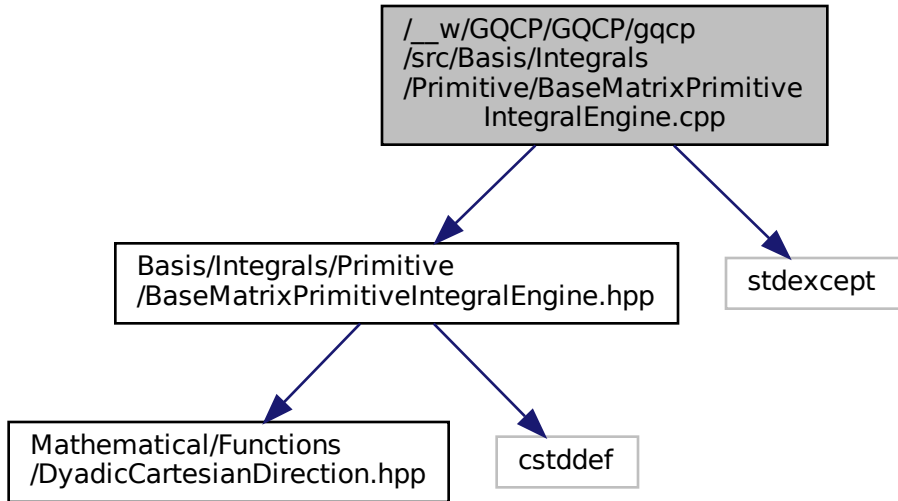 /__w/GQCP/GQCP/gqcp
/src/Basis/Integrals
/Primitive/BaseMatrixPrimitive
IntegralEngine.cpp
Basis/Integrals/Primitive
/BaseMatrixPrimitiveIntegralEngine.hpp
stdexcept
Mathematical/Functions
/DyadicCartesianDirection.hpp
cstddef